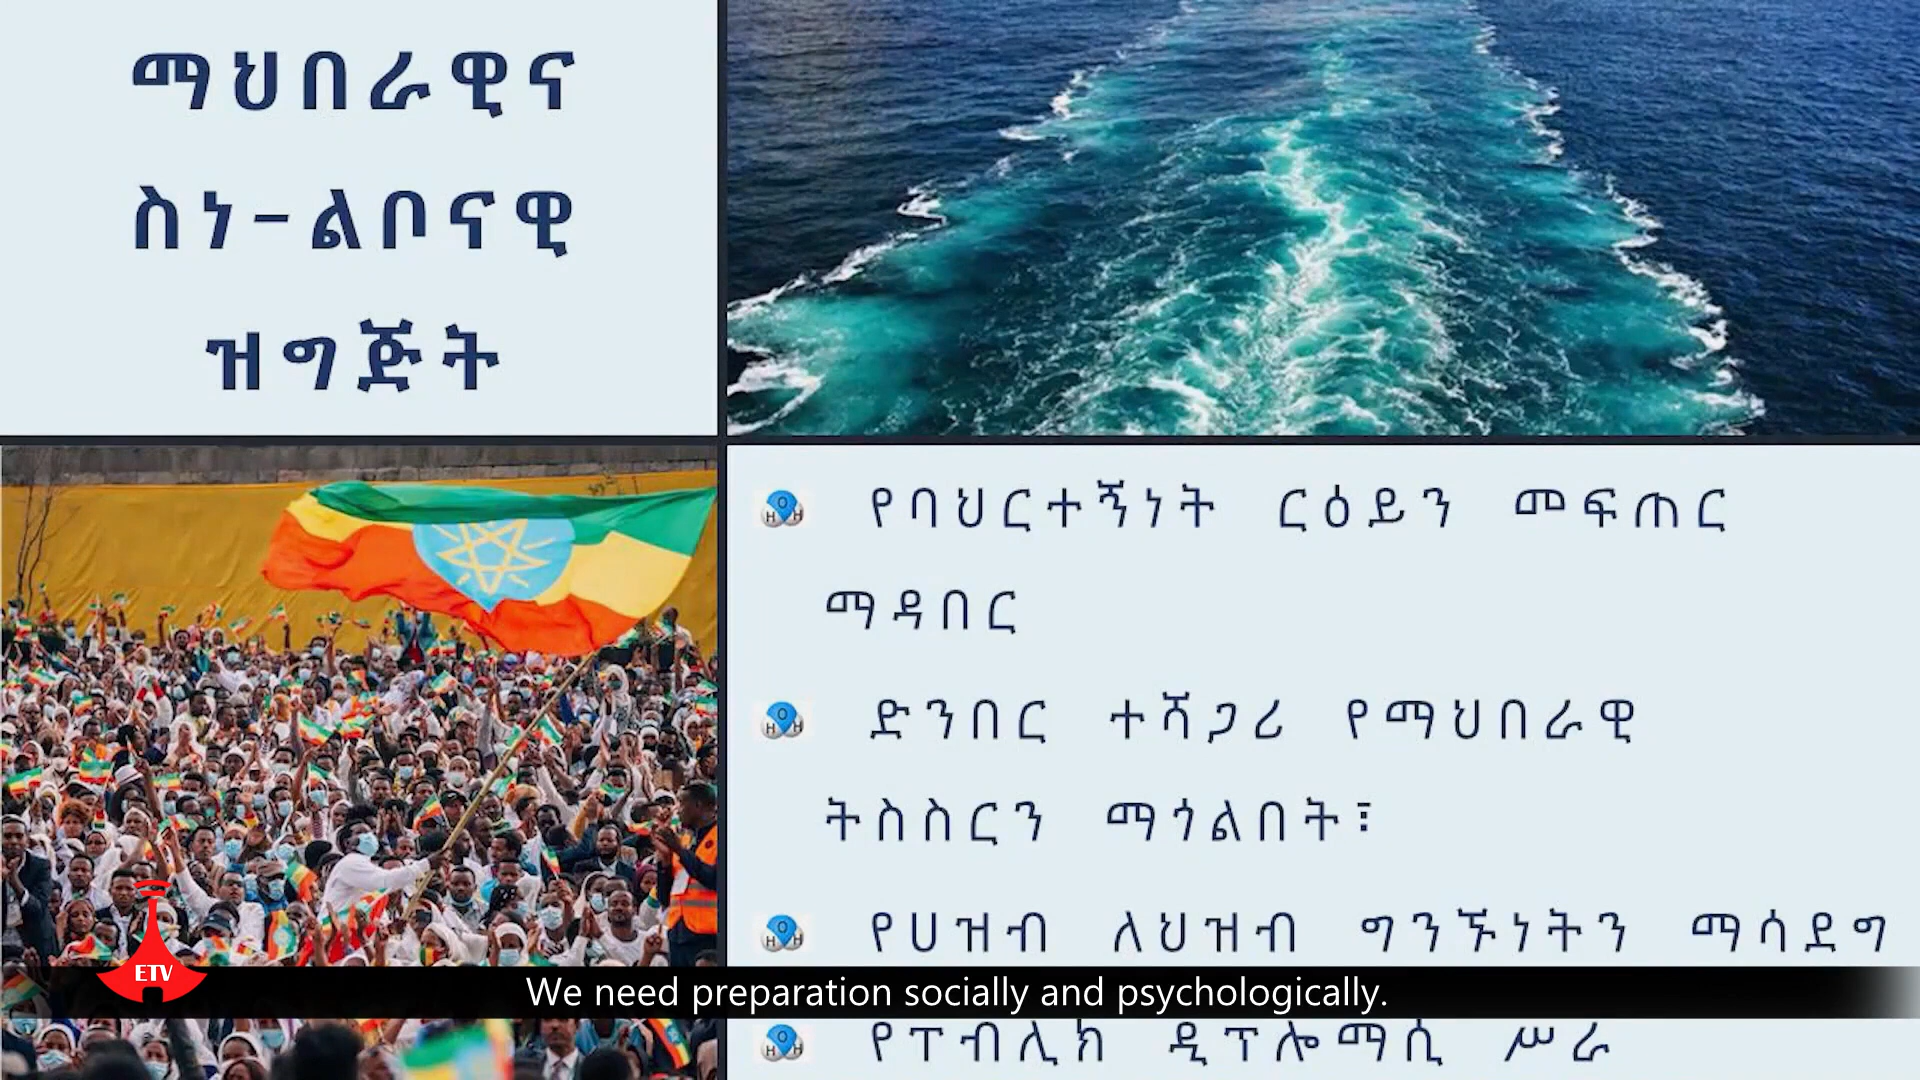 ማህበራዊና
ስነ-ልቦናዊ
ዝግጅት
የባህርተኝነት ርዕይን መፍጠር
ማዳበር
ድንበር ተሻጋሪ የማህበራዊ
ትስስርን ማጎልበት፣
የሀዝብ ለህዝብ ግንኙነትን ማሳደግ
We need preparation socially and psychologically.
የፐብሊክ ዲፕሎማሲ ሥራ
ETV